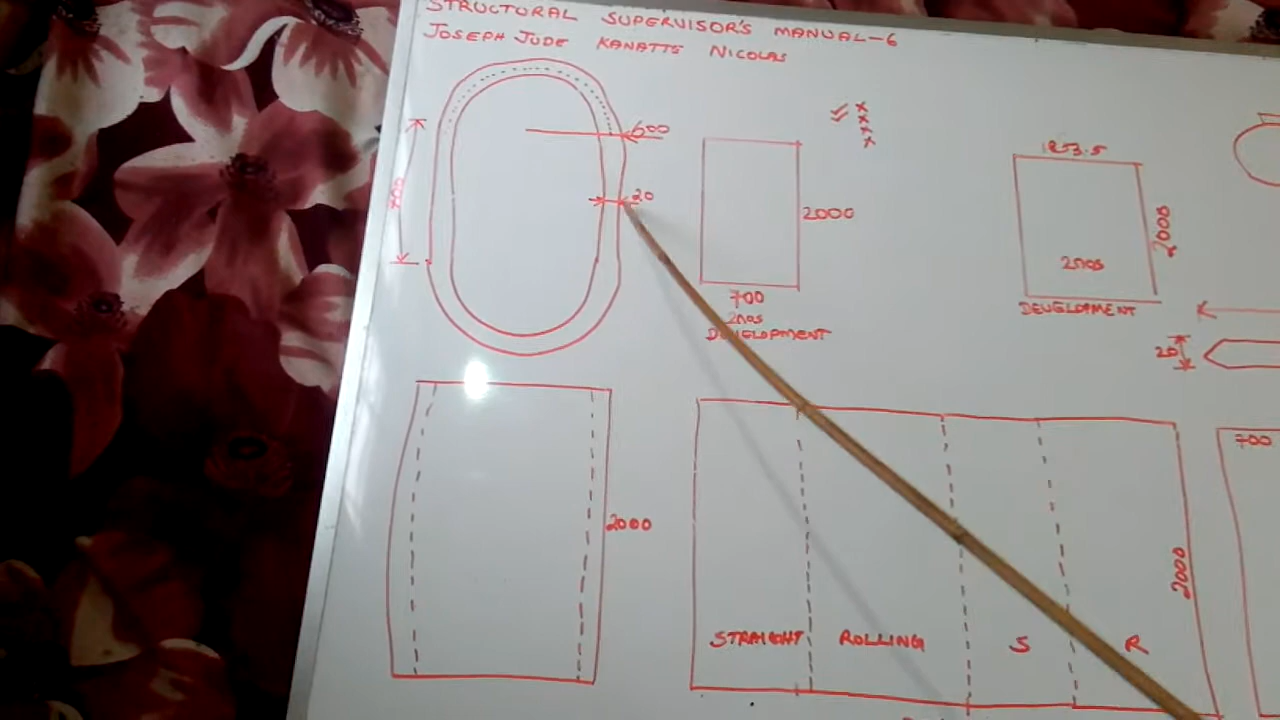 STRUCTURAL SUPERVISOR'S MANUAL-6
JOSEPH JUDE KANATTE NICOLAS
600
700
20
2000
700
2nos
DEVELOPMENT
1253.5
2000
2nos
DEVELOPMENT
20
2000
STRAIGHT
ROLLING
S
R
2000
700